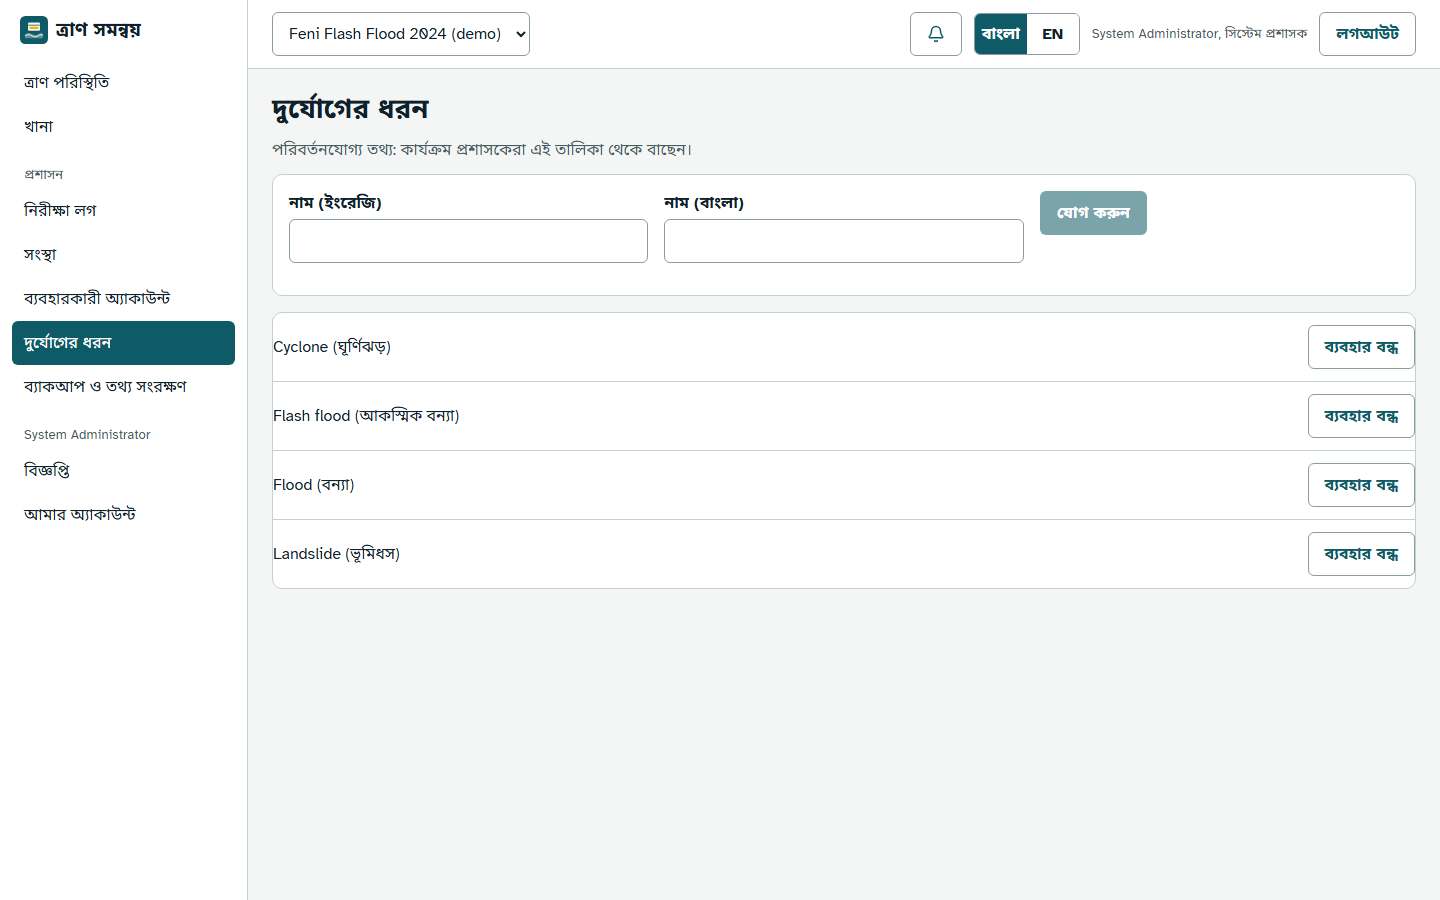 ত্রাণ সমন্বয়
ত্রাণ পরিস্থিতি
খানা
প্রশাসন
নিরীক্ষা লগ
সংস্থা
ব্যবহারকারী অ্যাকাউন্ট
দুর্যোগের ধরন
ব্যাকআপ ও তথ্য সংরক্ষণ
System Administrator
বিজ্ঞপ্তি
আমার অ্যাকাউন্ট
Feni Flash Flood 2024 (demo)
বাংলা
EN
System Administrator, সিস্টেম প্রশাসক
লগআউট
দুর্যোগের ধরন
পরিবর্তনযোগ্য তথ্য: কার্যক্রম প্রশাসকেরা এই তালিকা থেকে বাছেন।
নাম (ইংরেজি)
নাম (বাংলা)
যোগ করুন
Cyclone (ঘূর্ণিঝড়)
ব্যবহার বন্ধ
Flash flood (আকস্মিক বন্যা)
ব্যবহার বন্ধ
Flood (বন্যা)
ব্যবহার বন্ধ
Landslide (ভূমিধস)
ব্যবহার বন্ধ